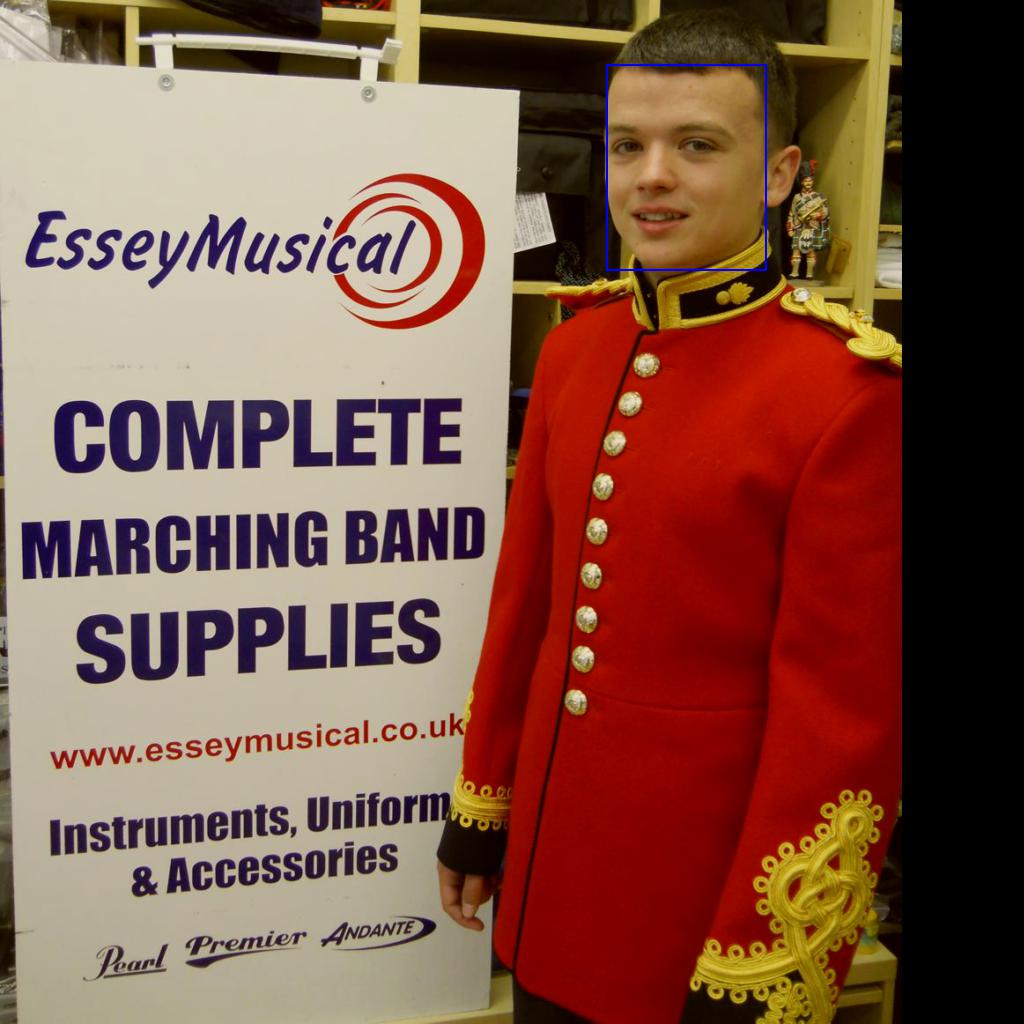 EsseyMusical
COMPLETE
MARCHING BAND
SUPPLIES
www.esseymusical.co.uk
Instruments, Uniform
& Accessories
Pearl Premier ANDANTE